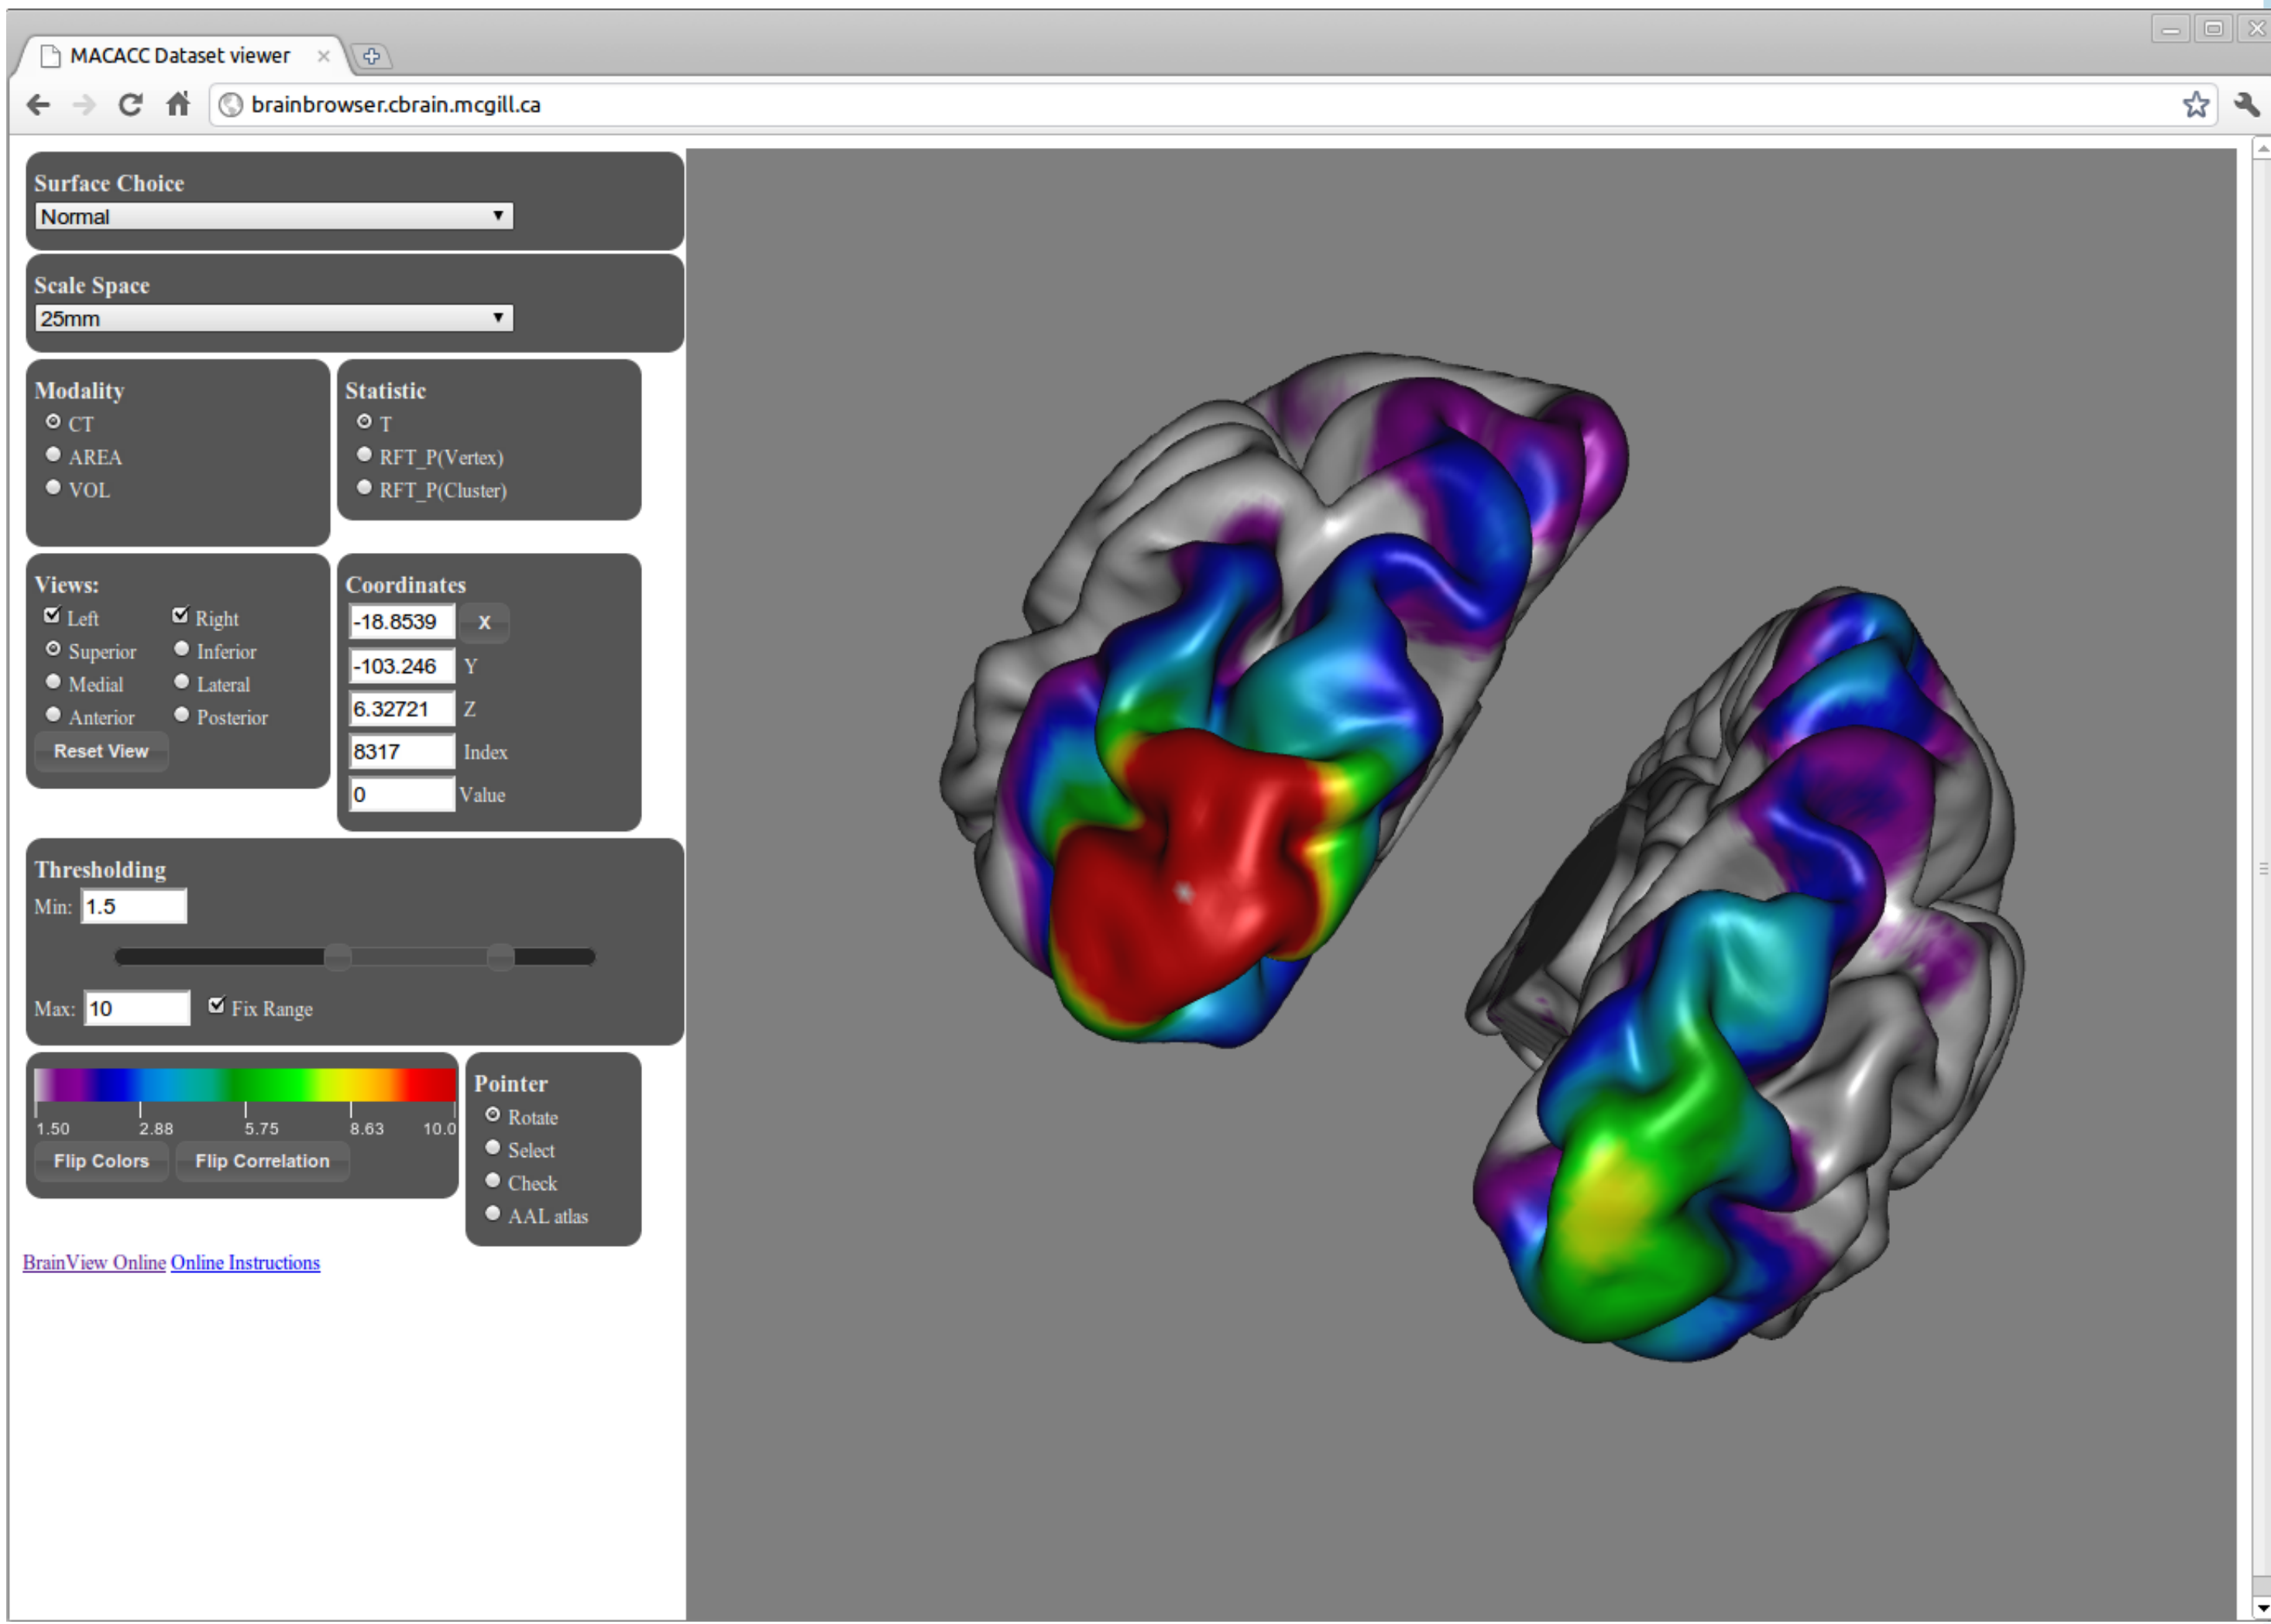 MACACC Dataset viewer
brainbrowser.cbrain.mcgill.ca
Surface Choice
Normal
Scale Space
25mm
Modality
CT
AREA
VOL
Statistic
T
RFT_P(Vertex)
RFT_P(Cluster)
Views:
Left Right
Superior Inferior
Medial Lateral
Anterior Posterior
Reset View
Coordinates
-18.8539 X
-103.246 Y
6.32721 Z
8317 Index
0 Value
Thresholding
Min: 1.5
Max: 10 Fix Range
1.50 2.88 5.75 8.63 10.0
Flip Colors Flip Correlation
Pointer
Rotate
Select
Check
AAL atlas
BrainView Online Online Instructions